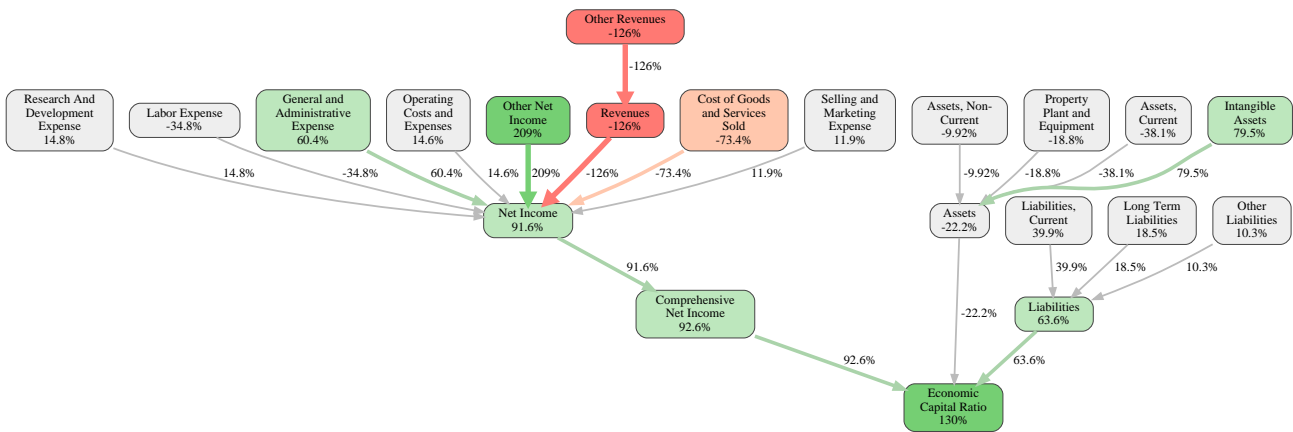 Other Revenues
-126%
-126%
Research And
Development
Expense
14.8%
Labor Expense
-34.8%
General and
Administrative
Expense
60.4%
Operating
Costs and
Expenses
14.6%
Other Net
Income
209%
Revenues
-126%
Cost of Goods
and Services
Sold
-73.4%
Selling and
Marketing
Expense
11.9%
Assets, Non-
Current
-9.92%
Property
Plant and
Equipment
-18.8%
Assets,
Current
-38.1%
Intangible
Assets
79.5%
14.8%
-34.8%
60.4%
14.6%
209%
-126%
-73.4%
11.9%
-9.92%
-18.8%
-38.1%
79.5%
Net Income
91.6%
Assets
-22.2%
Liabilities,
Current
39.9%
Long Term
Liabilities
18.5%
Other
Liabilities
10.3%
91.6%
39.9%
18.5%
10.3%
Comprehensive
Net Income
92.6%
Liabilities
63.6%
-22.2%
92.6%
63.6%
Economic
Capital Ratio
130%